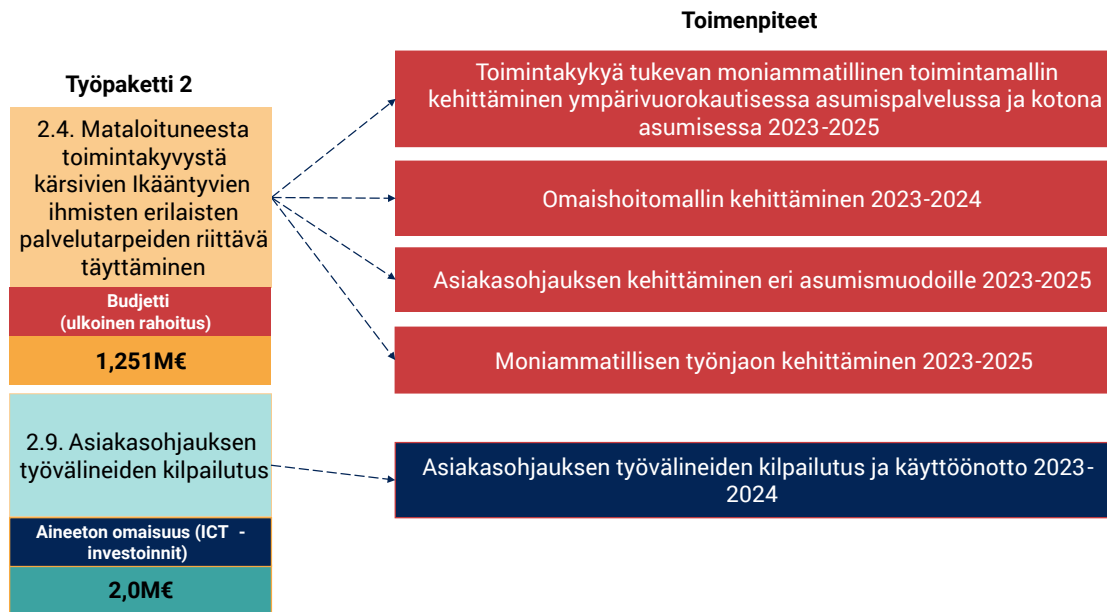 Työpaketti 2
2.4. Mataloituneesta
toimintakyvystä
kärsivien Ikääntyvien
ihmisten erilaisten
palvelutarpeiden riittävä
täyttäminen
Budjetti
(ulkoinen rahoitus)
1,251M€
2.9. Asiakasohjauksen
työvälineiden kilpailutus
Aineeton omaisuus (ICT -
investoinnit)
2,0M€
Toimenpiteet
Toimintakykyä tukevan moniammatillinen toimintamallin
kehittäminen ympärivuorokautisessa asumispalvelussa ja kotona
asumisessa 2023-2025
Omaishoitomallin kehittäminen 2023-2024
Asiakasohjauksen kehittäminen eri asumismuodoille 2023-2025
Moniammatillisen työnjaon kehittäminen 2023-2025
Asiakasohjauksen työvälineiden kilpailutus ja käyttöönotto 2023-
2024